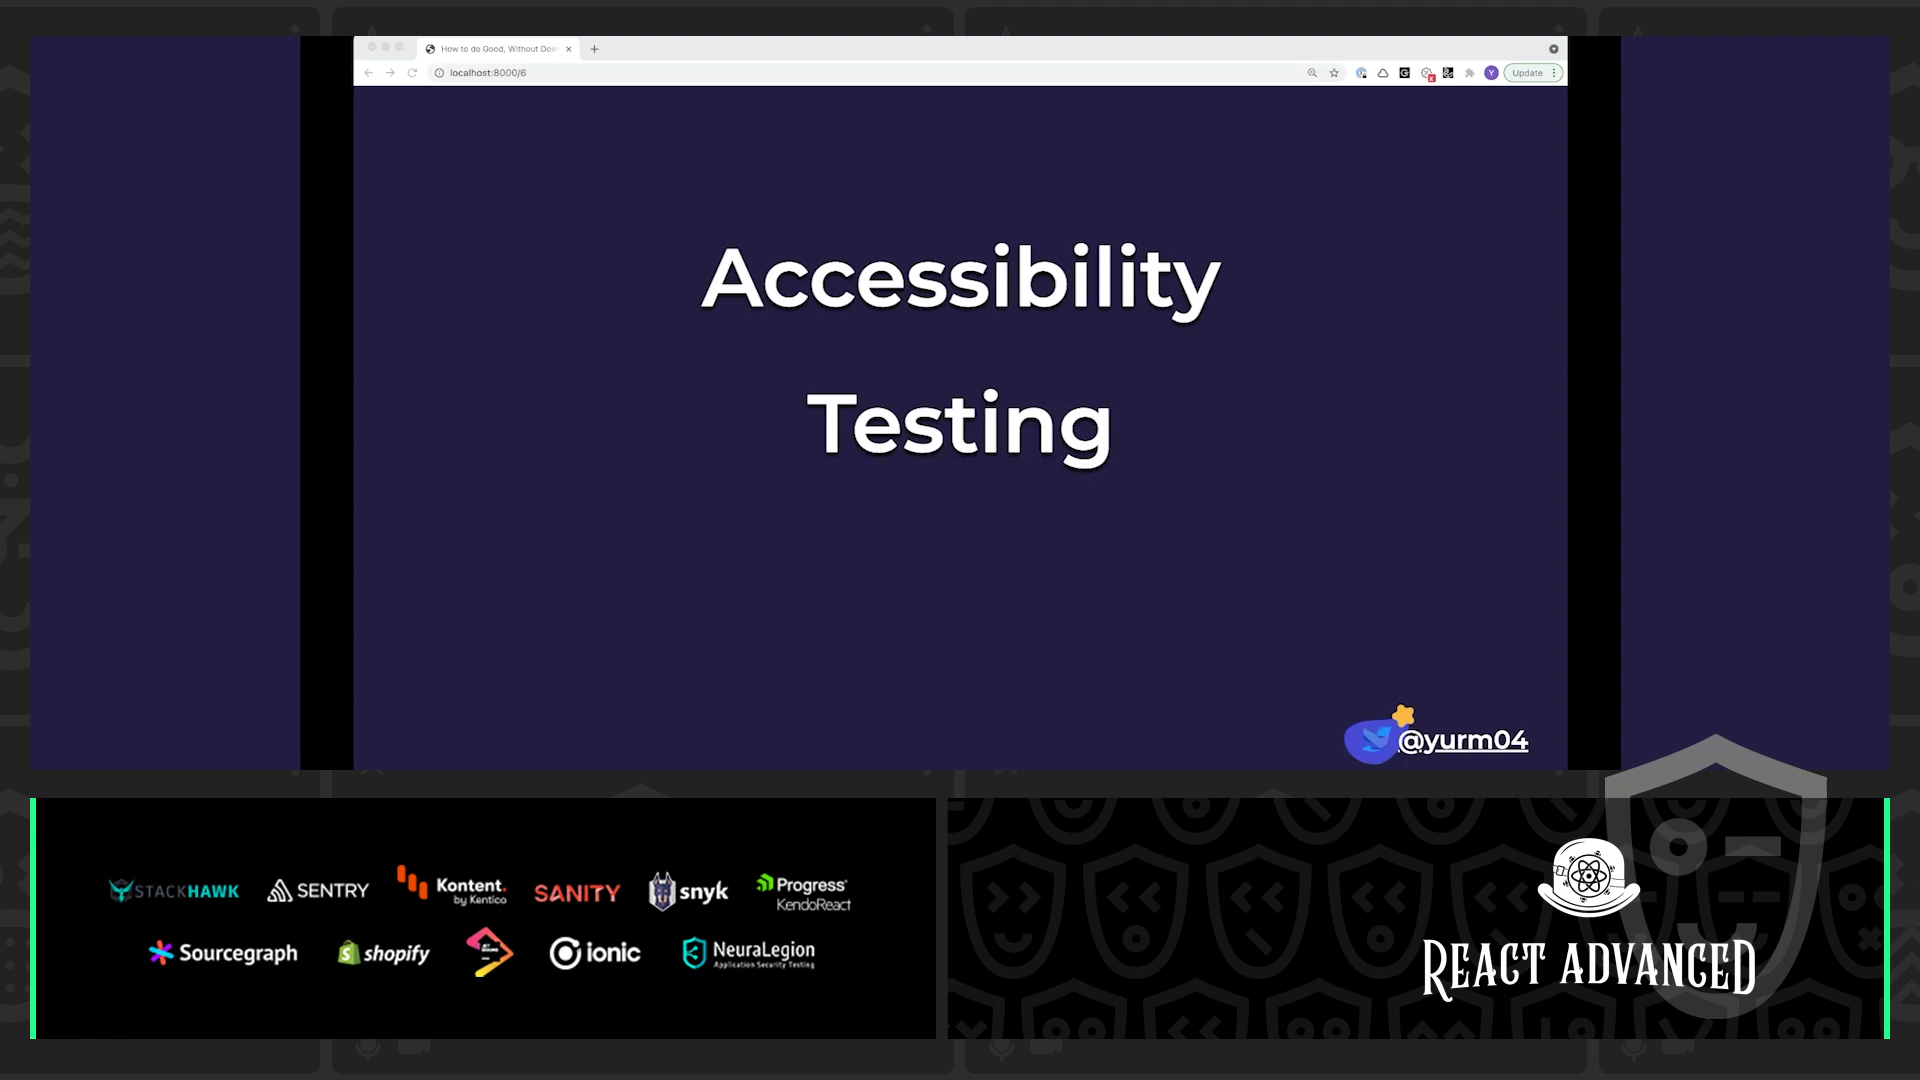 How to do Good, Without Doin
localhost:8000/6
Y
Update
Accessibility
Testing
@yurm04
STACKHAWK
SENTRY
Kontent.
by Kentico
SANITY
snyk
Progress
KendoReact
Sourcegraph
shopify
ionic
NeuraLegion
Application Security Testing
REACT ADVANCED